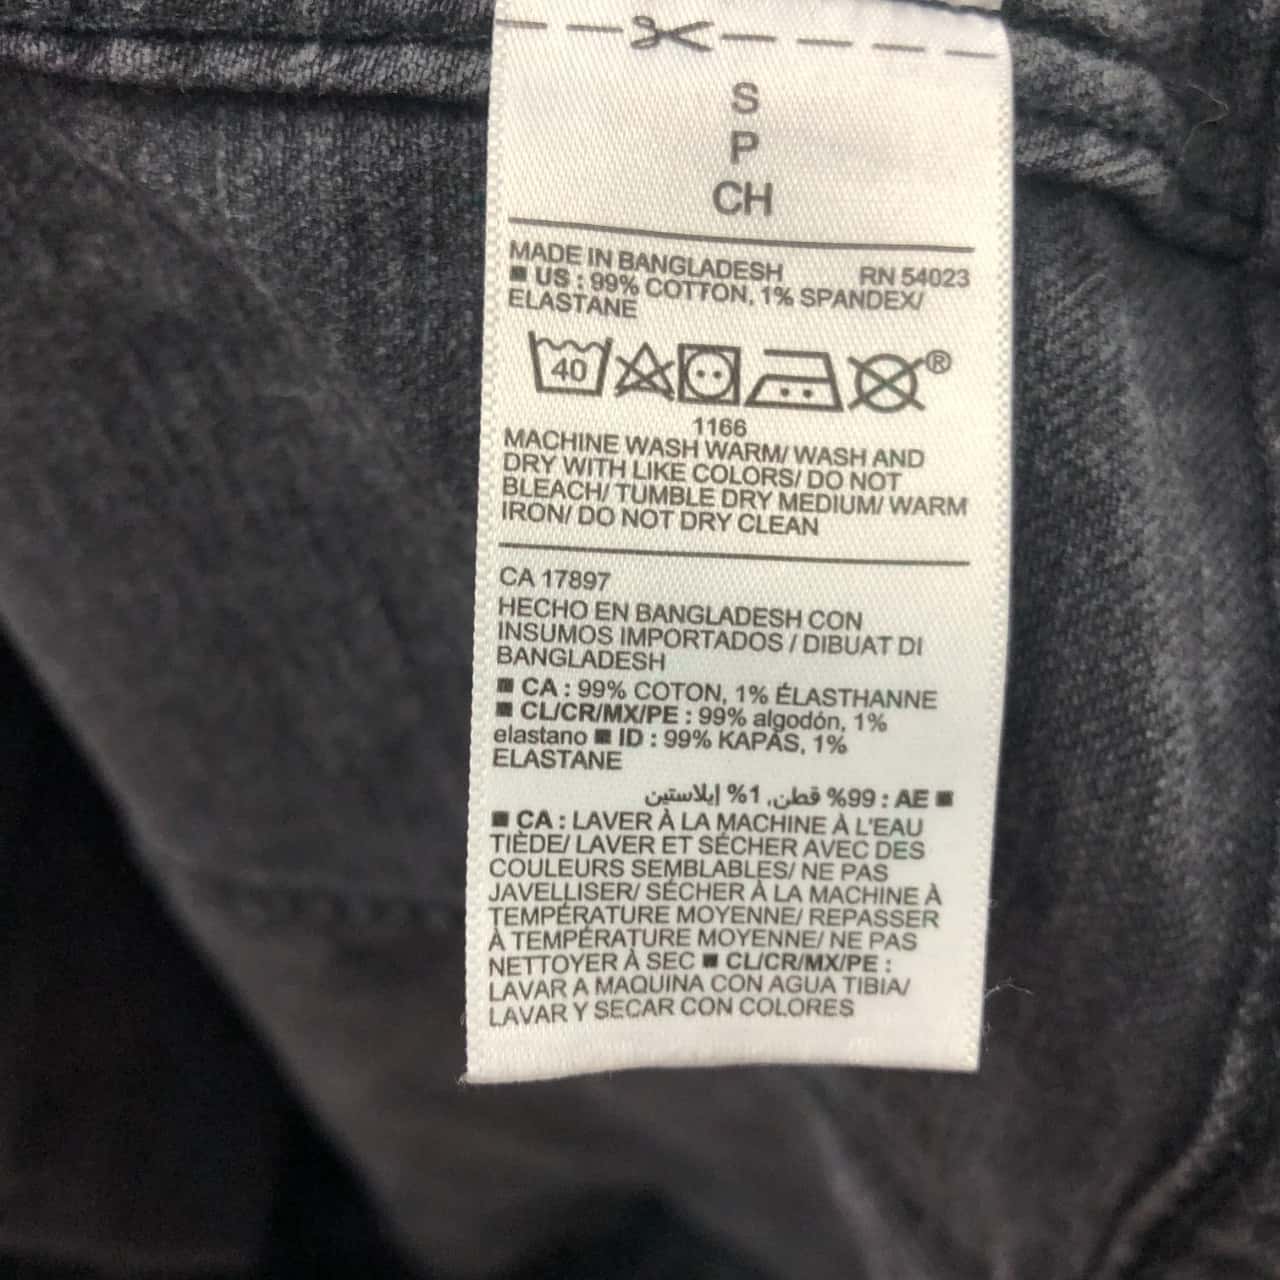 S
P
CH
MADE IN BANGLADESH RN 54023
■ US : 99% COTTON, 1% SPANDEX/
ELASTANE
40 ®
1166
MACHINE WASH WARM/ WASH AND
DRY WITH LIKE COLORS/ DO NOT
BLEACH/ TUMBLE DRY MEDIUM/ WARM
IRON/ DO NOT DRY CLEAN
CA 17897
HECHO EN BANGLADESH CON
INSUMOS IMPORTADOS / DIBUAT DI
BANGLADESH
■ CA : 99% COTON, 1% ÉLASTHANNE
■ CL/CR/MX/PE : 99% algodón, 1%
elastano ■ ID : 99% KAPAS, 1%
ELASTANE
■ AE : 99% قطن, 1% إيلاستين
■ CA : LAVER À LA MACHINE À L'EAU
TIÈDE/ LAVER ET SÉCHER AVEC DES
COULEURS SEMBLABLES/ NE PAS
JAVELLISER/ SÉCHER À LA MACHINE À
TEMPÉRATURE MOYENNE/ REPASSER
À TEMPÉRATURE MOYENNE/ NE PAS
NETTOYER À SEC ■ CL/CR/MX/PE :
LAVAR A MAQUINA CON AGUA TIBIA/
LAVAR Y SECAR CON COLORES